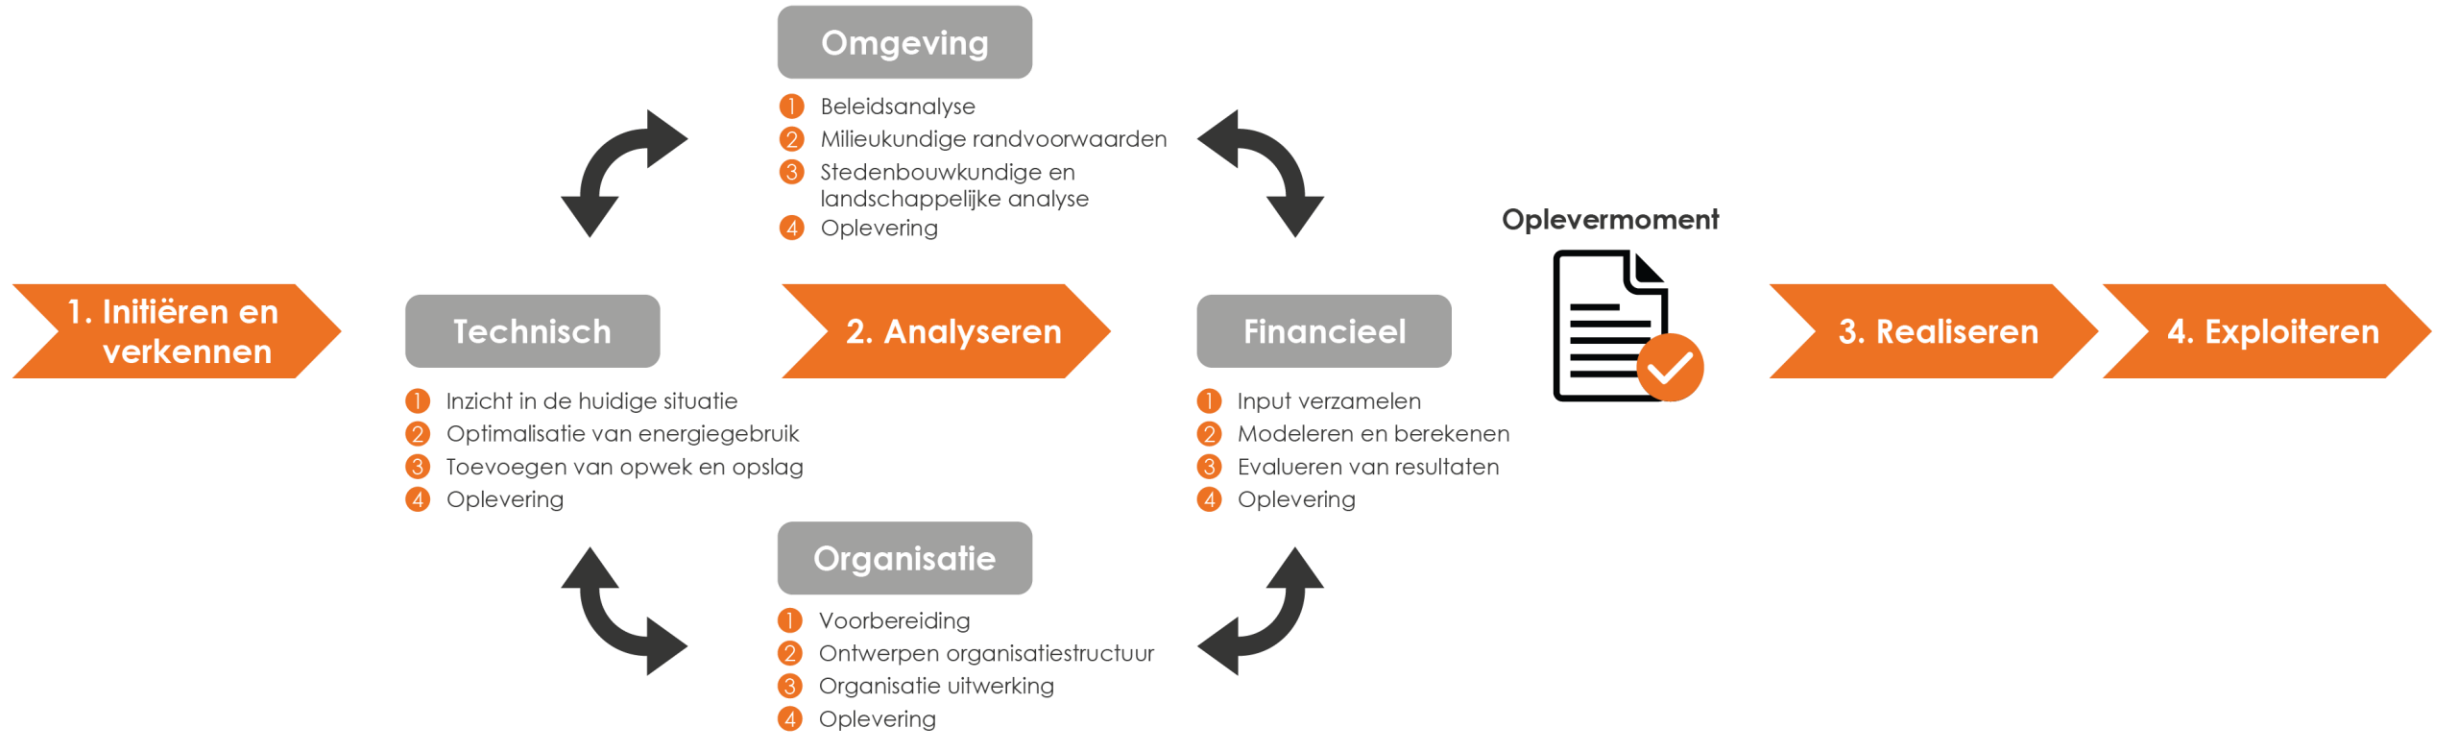 1. Initiëren en
verkennen
Technisch
1 Inzicht in de huidige situatie
2 Optimalisatie van energiegebruik
3 Toevoegen van opwek en opslag
4 Oplevering
Omgeving
1 Beleidsanalyse
2 Milieukundige randvoorwaarden
3 Stedenbouwkundige en
landschappelijke analyse
4 Oplevering
2. Analyseren
Organisatie
1 Voorbereiding
2 Ontwerpen organisatiestructuur
3 Organisatie uitwerking
4 Oplevering
Financieel
1 Input verzamelen
2 Modeleren en berekenen
3 Evalueren van resultaten
4 Oplevering
Oplevermoment
3. Realiseren
4. Exploiteren